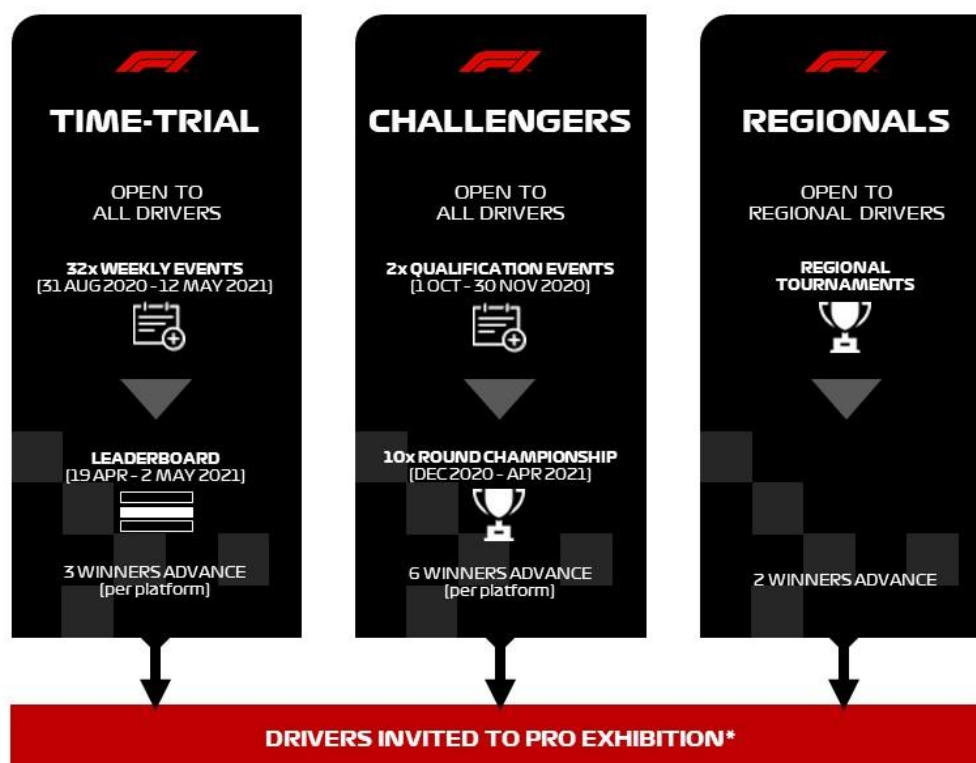 F1
TIME-TRIAL
OPEN TO
ALL DRIVERS
32x WEEKLY EVENTS
[31 AUG 2020 - 12 MAY 2021]
LEADERBOARD
[19 APR - 2 MAY 2021]
3 WINNERS ADVANCE
[per platform]
F1
CHALLENGERS
OPEN TO
ALL DRIVERS
2x QUALIFICATION EVENTS
[1 OCT - 30 NOV 2020]
10x ROUND CHAMPIONSHIP
[DEC 2020 - APR 2021]
6 WINNERS ADVANCE
[per platform]
F1
REGIONALS
OPEN TO
REGIONAL DRIVERS
REGIONAL
TOURNAMENTS
2 WINNERS ADVANCE
DRIVERS INVITED TO PRO EXHIBITION*